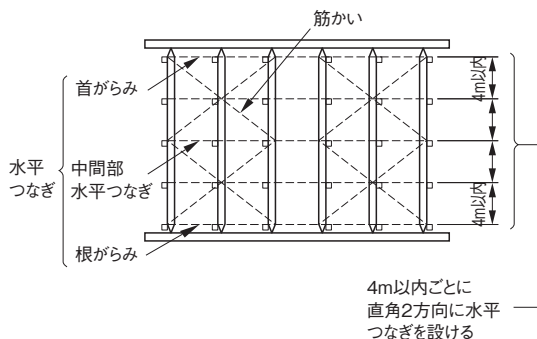 筋かい
首がらみ
水平
つなぎ
中間部
水平つなぎ
根がらみ
4m以内
4m以内
4m以内ごとに
直角2方向に水平
つなぎを設ける